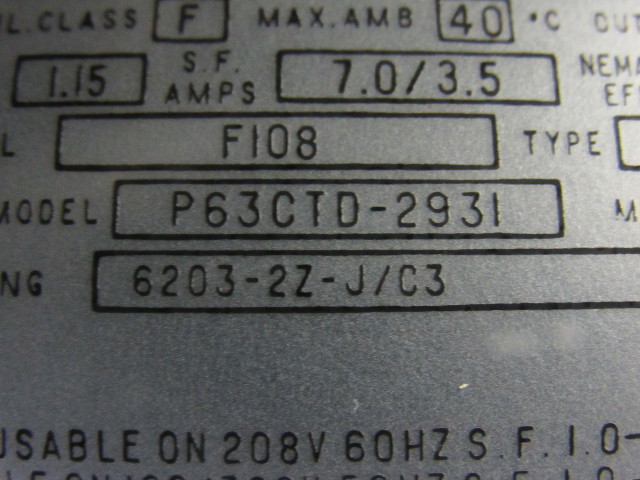 L.CLASS F MAX.AMB 40 °C
1.15 S.F. AMPS 7.0/3.5 NEMA
F108 TYPE
MODEL P63CTD-2931
6203-2Z-J/C3
USABLE ON 208V 60HZ S.F. 1.0-